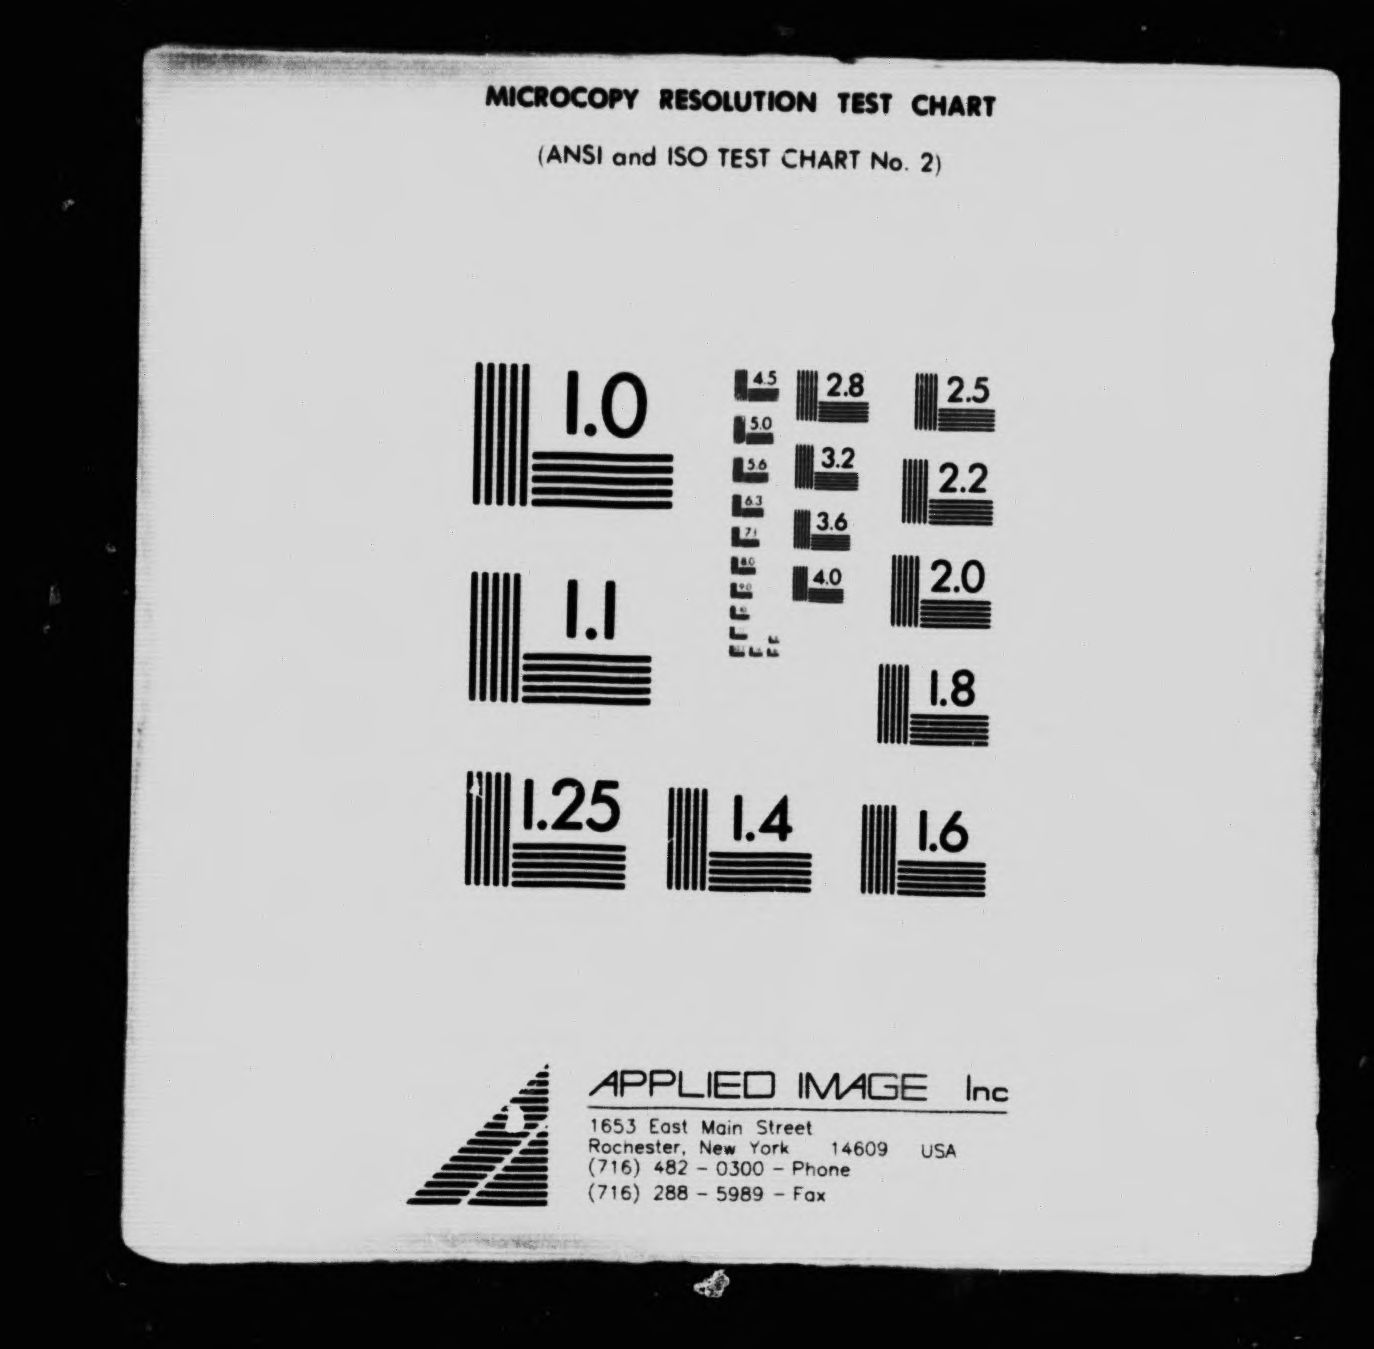 MICROCOPY RESOLUTION TEST CHART
(ANSI and ISO TEST CHART No. 2)
1.0
1.1
1.25
1.4
1.6
1.8
2.0
2.2
2.5
2.8
3.2
3.6
4.0
4.5
5.0
5.6
6.3
7.1
8.0
9.0
APPLIED IMAGE Inc
1653 East Main Street
Rochester, New York 14609 USA
(716) 482 - 0300 - Phone
(716) 288 - 5989 - Fax